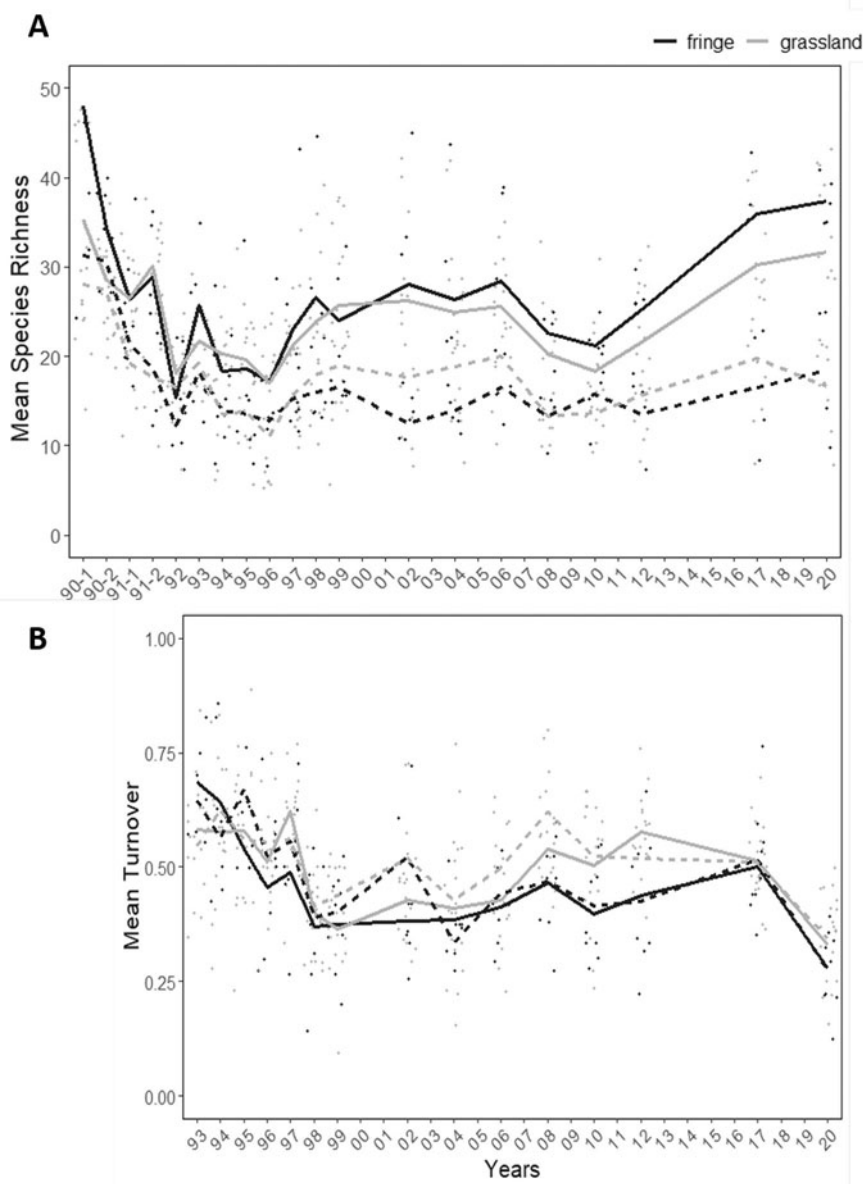 A
fringe grassland
Mean Species Richness
50
40
30
20
10
0
90-1 90-2 91-1 91-2 92 93 94 95 96 97 98 99 00 01 02 03 04 05 06 07 08 09 10 11 12 13 14 15 16 17 18 19 20
B
Mean Turnover
1.00
0.75
0.50
0.25
0.00
93 94 95 96 97 98 99 00 01 02 03 04 05 06 07 08 09 10 11 12 13 14 15 16 17 18 19 20
Years